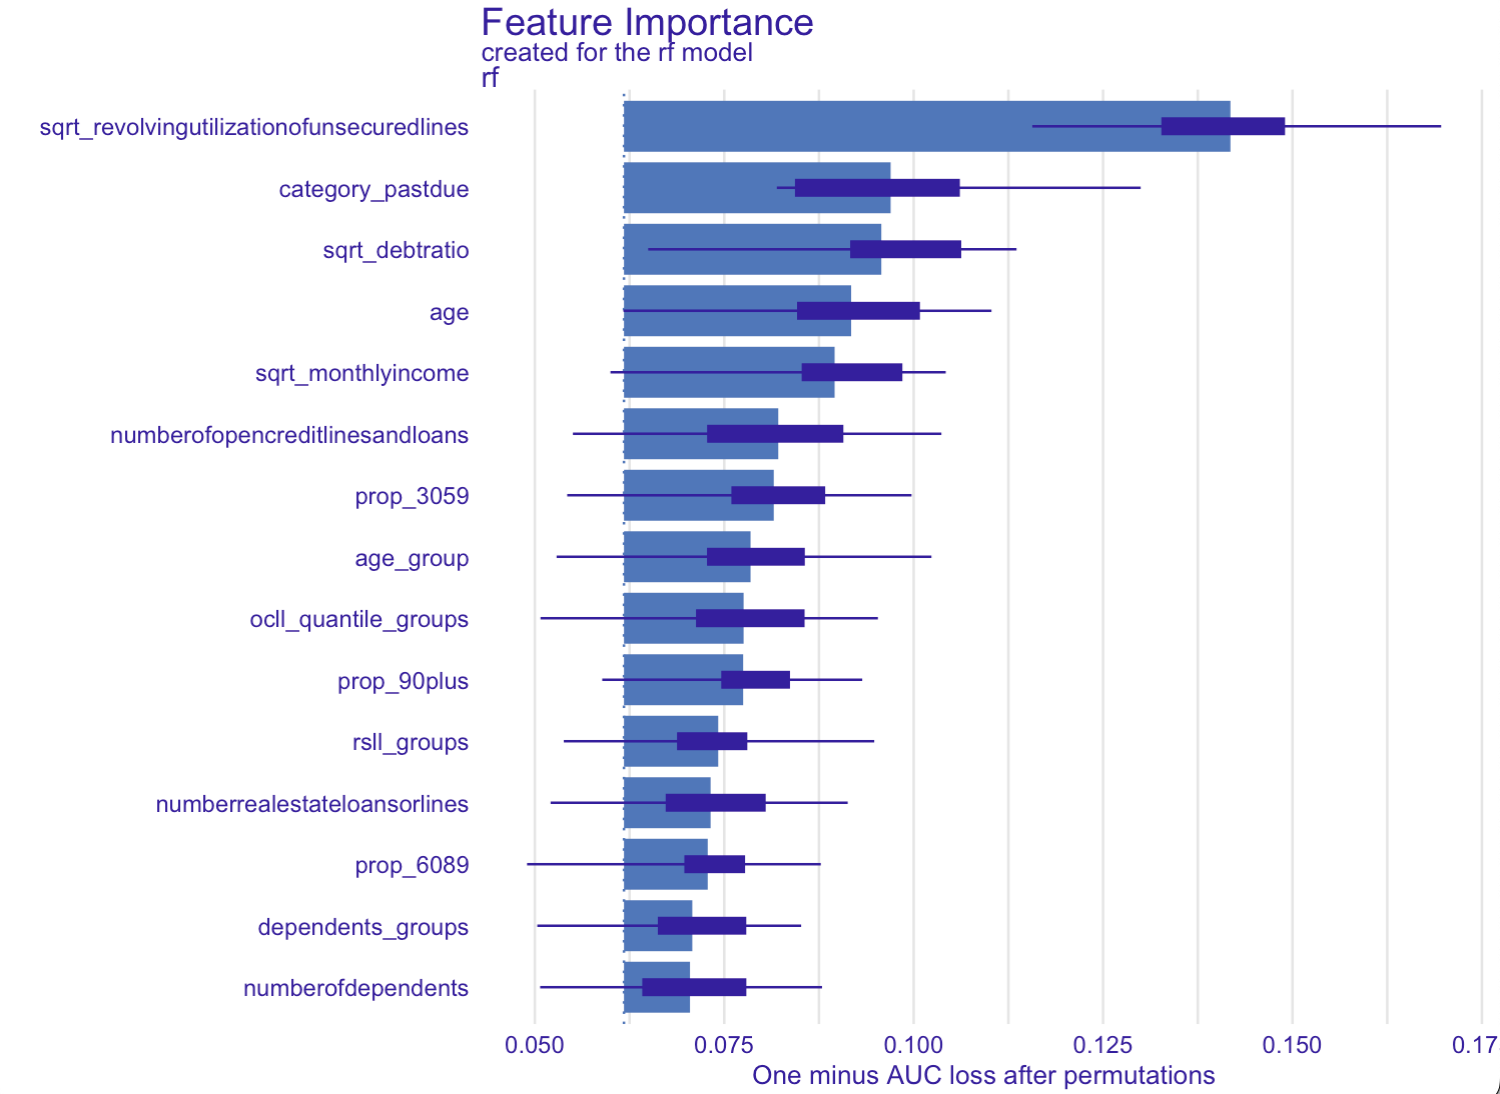 Feature Importance
created for the rf model
rf
sqrt_revolvingutilizationofunsecuredlines
category_pastdue
sqrt_debtratio
age
sqrt_monthlyincome
numberofopencreditlinesandloans
prop_3059
age_group
ocll_quantile_groups
prop_90plus
rsll_groups
numberrealestateloansorlines
prop_6089
dependents_groups
numberofdependents
0.050 0.075 0.100 0.125 0.150 0.17
One minus AUC loss after permutations